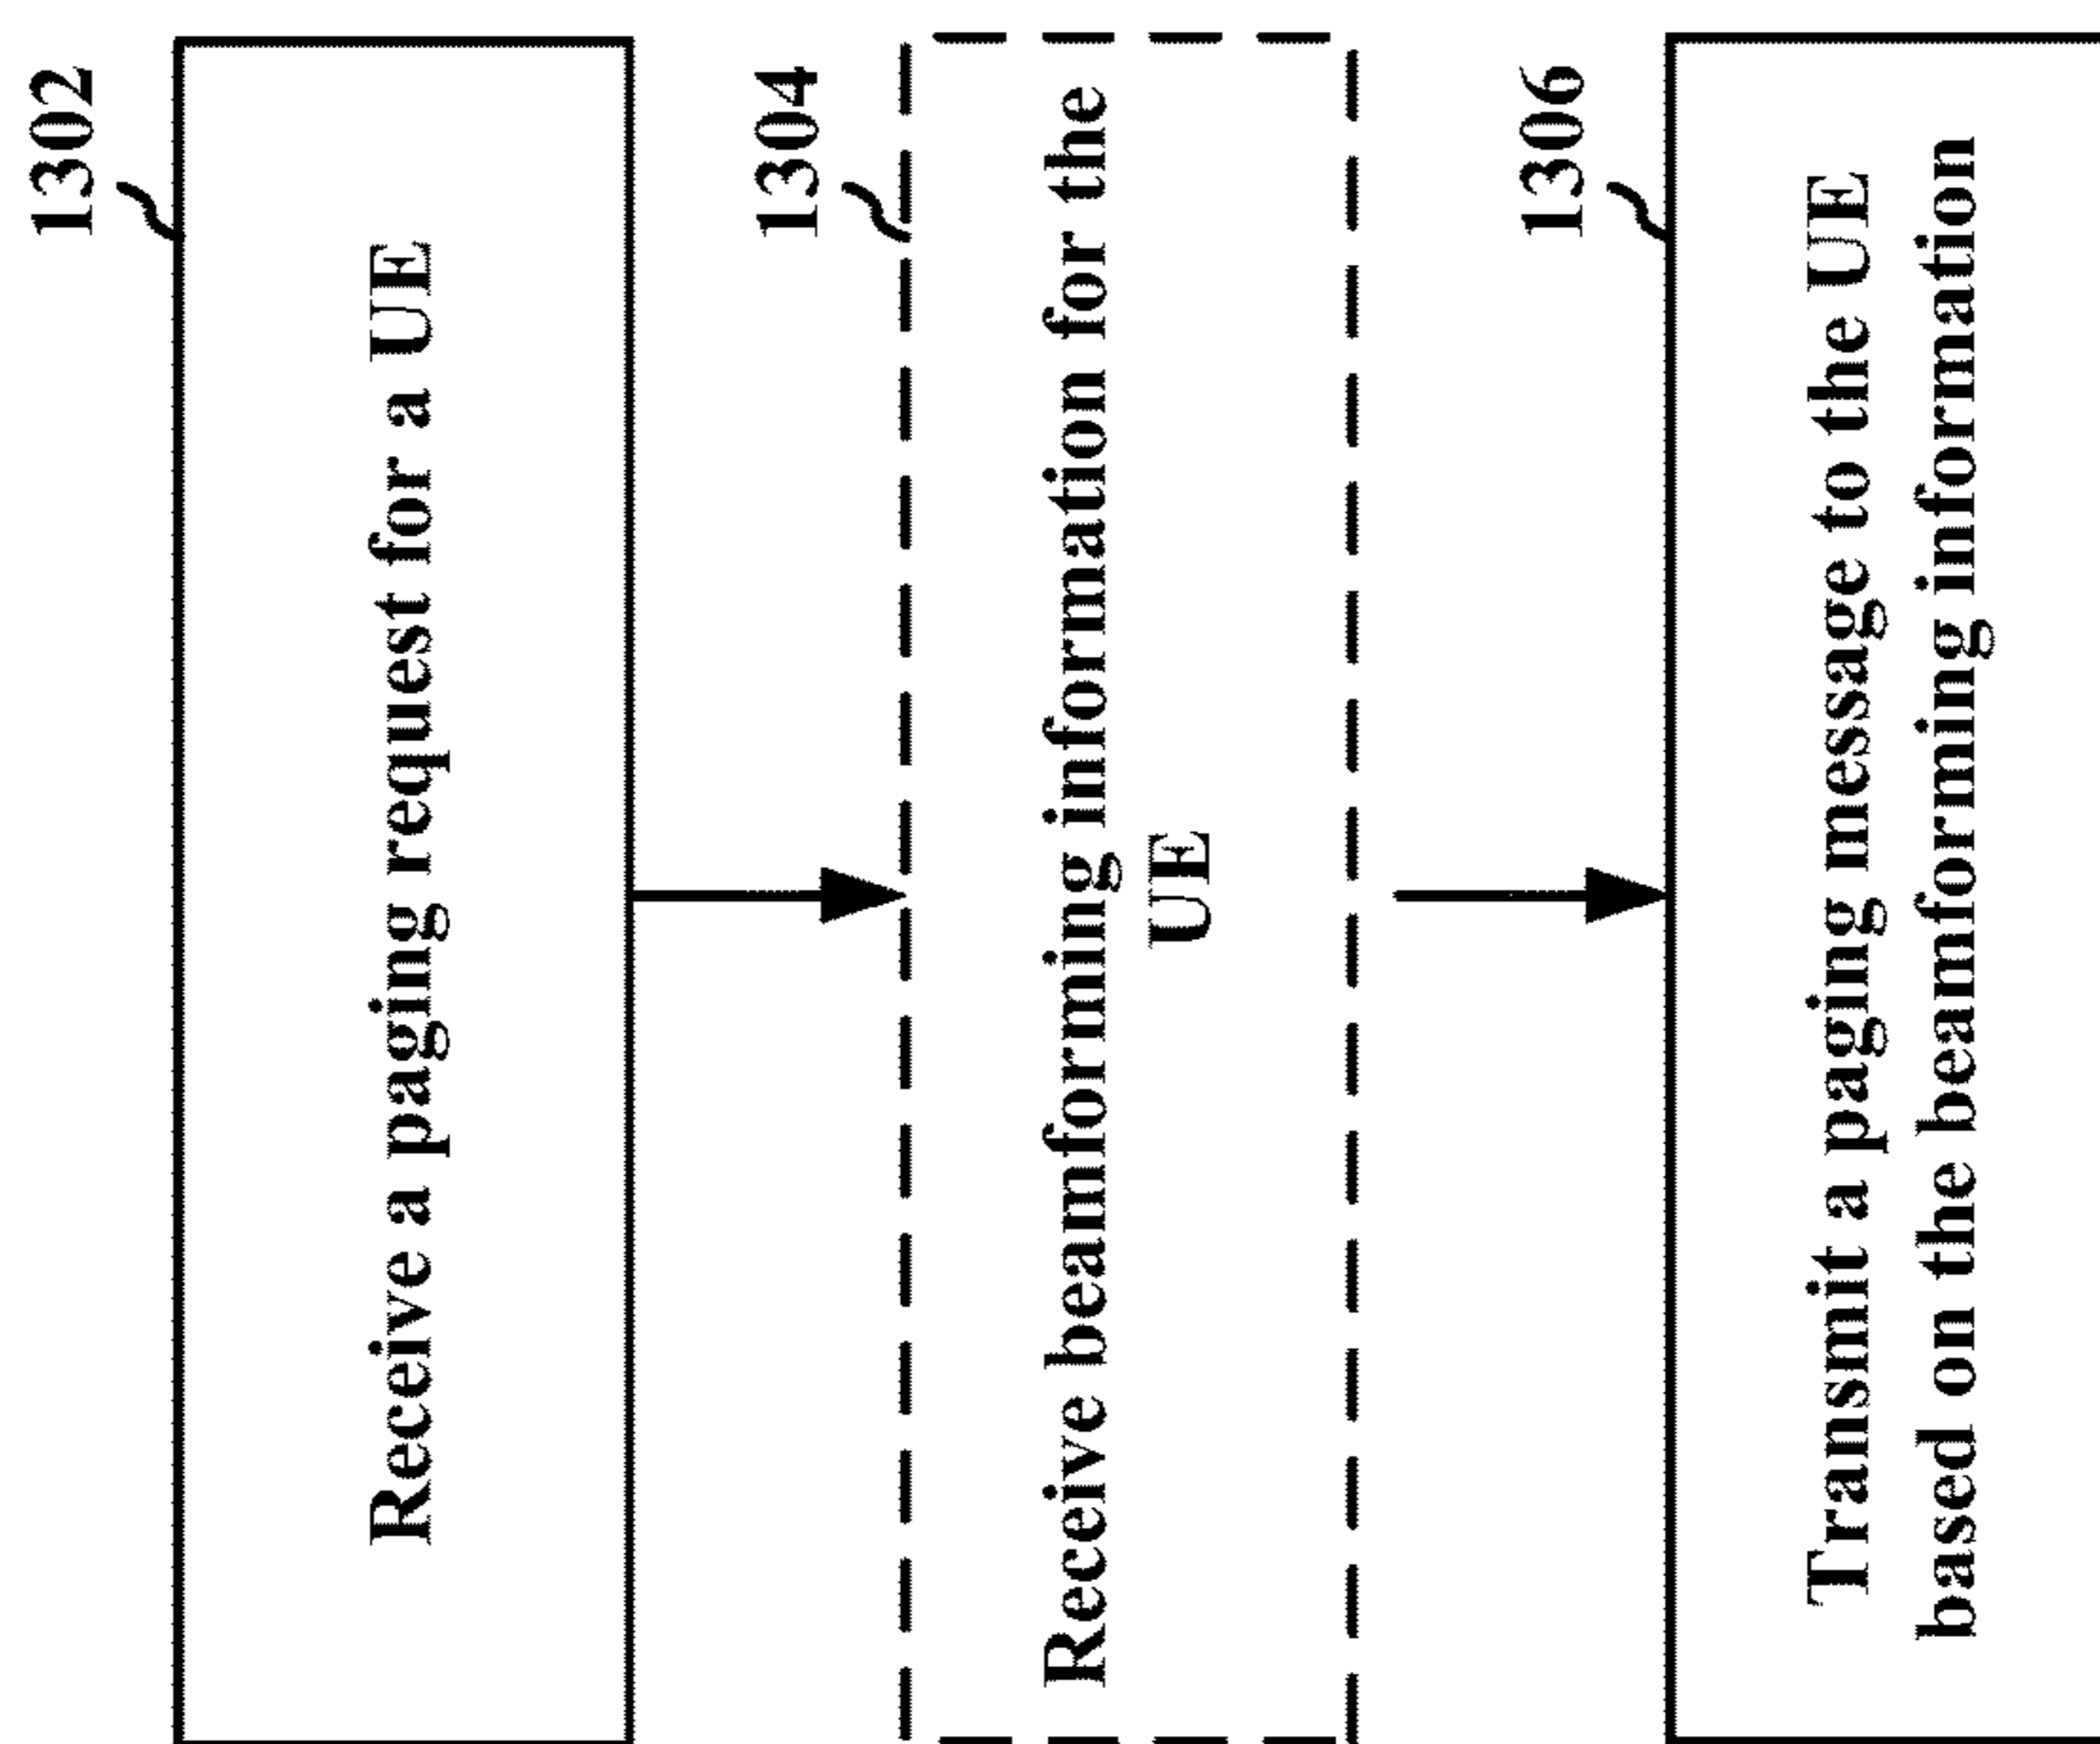 1302
Receive a paging request for a UE
1304
Receive beamforming information for the
UE
1306
Transmit a paging message to the UE
based on the beamforming information